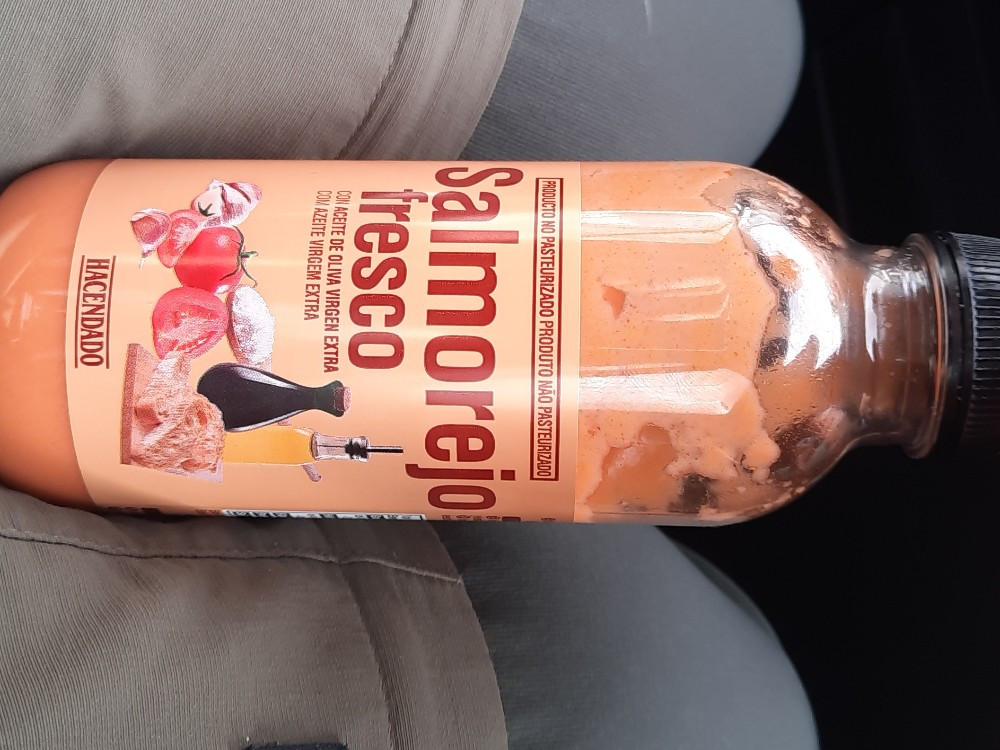 PRODUCTO NO PASTEURIZADO PRODUTO NÃO PASTEURIZADO
Salmorejo
fresco
CON ACEITE DE OLIVA VIRGEN EXTRA
COM AZEITE VIRGEM EXTRA
HACENDADO